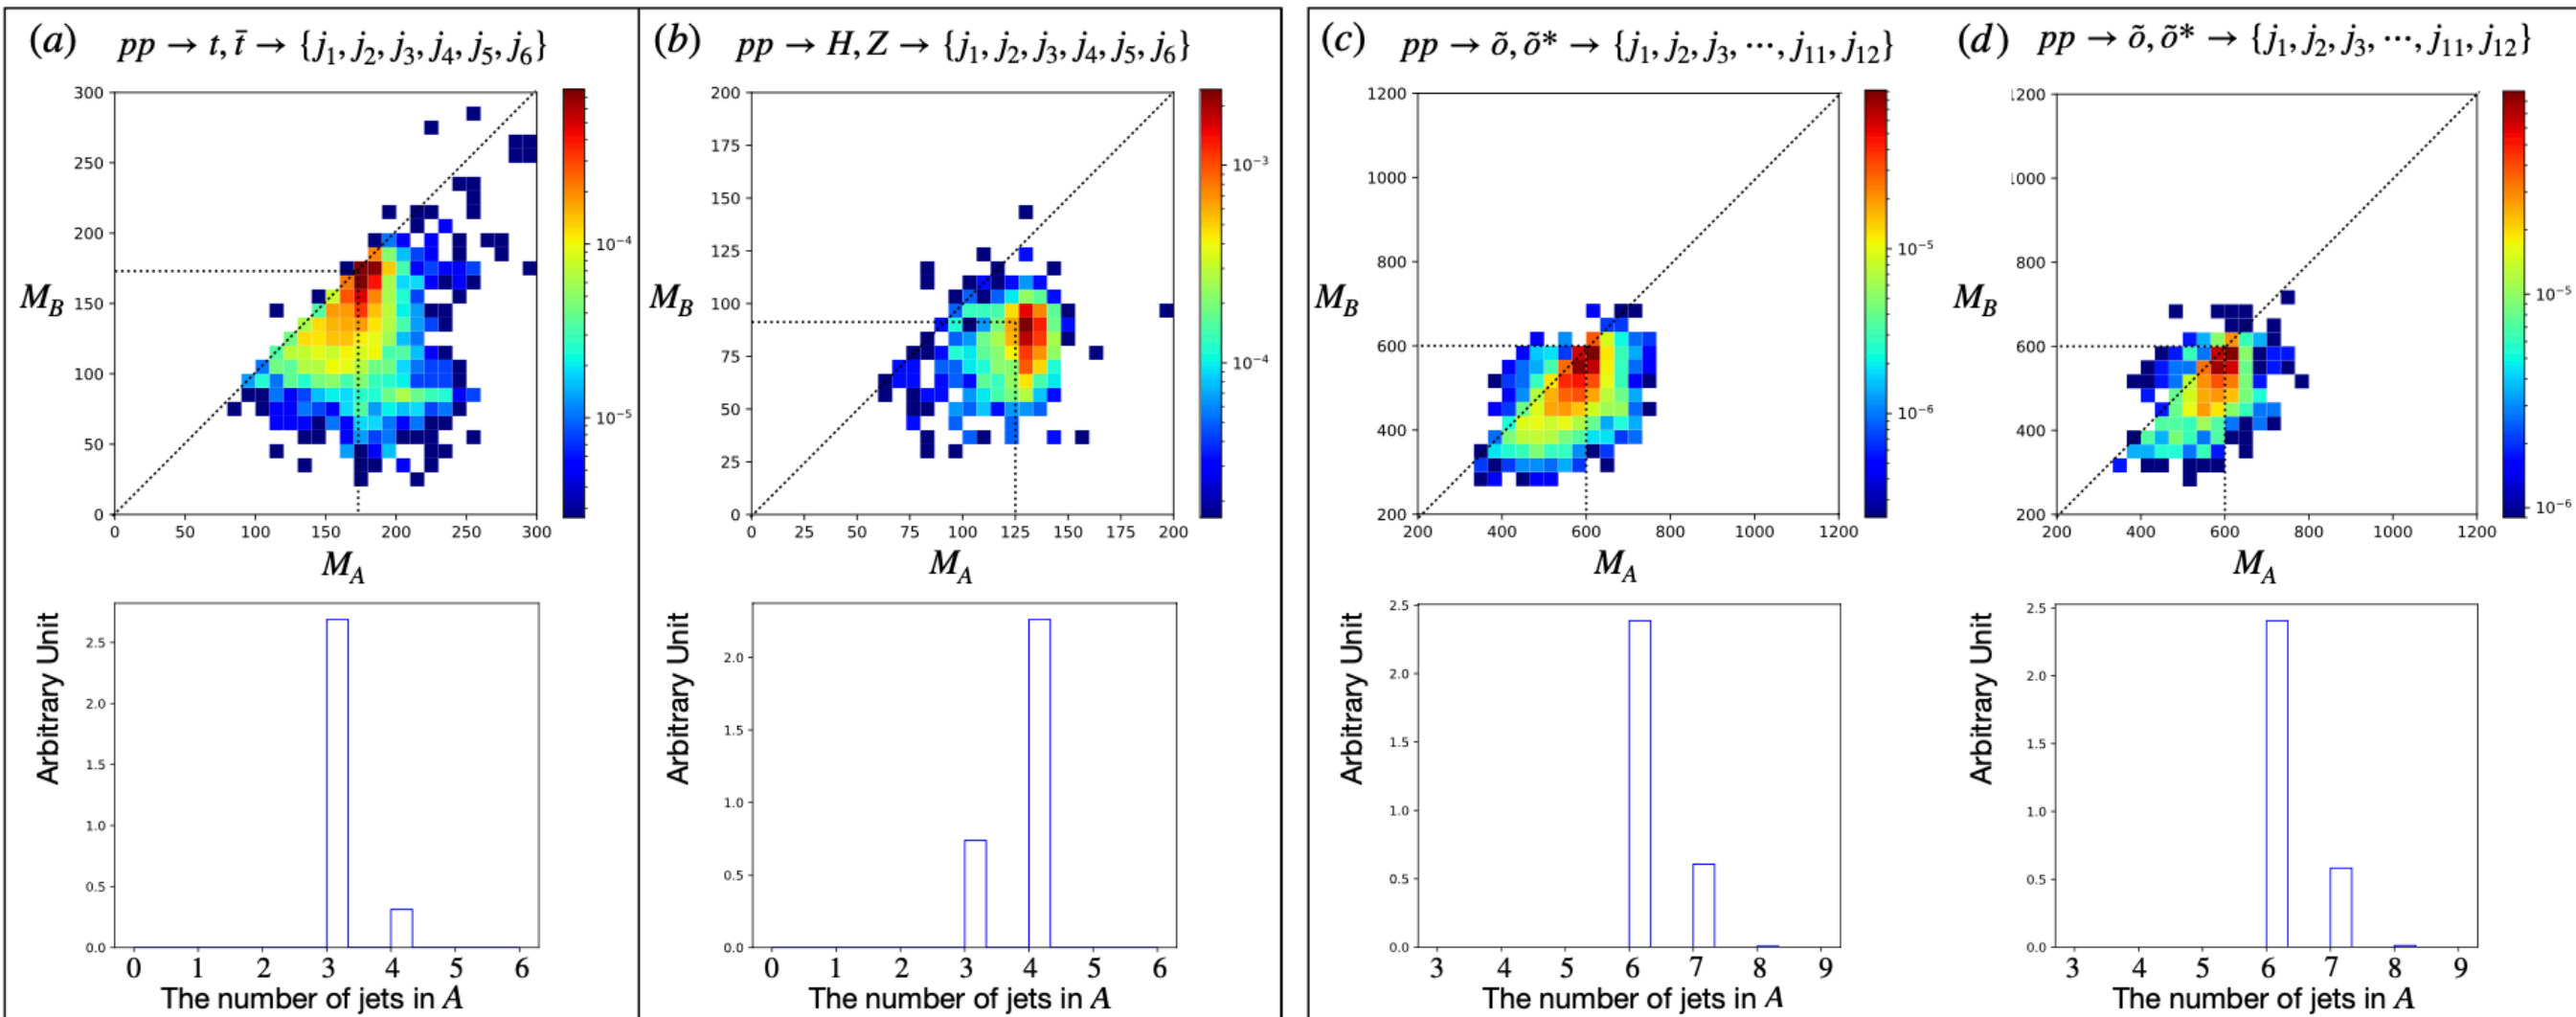 (a) pp → t, t̄ → {j₁, j₂, j₃, j₄, j₅, j₆}
300
250
200
150
100
50
0
M_B
0 50 100 150 200 250 300
M_A
10⁻⁴
10⁻⁵
(b) pp → H, Z → {j₁, j₂, j₃, j₄, j₅, j₆}
200
175
150
125
100
75
50
25
0
M_B
0 25 50 75 100 125 150 175 200
M_A
10⁻³
10⁻⁴
(c) pp → õ, õ* → {j₁, j₂, j₃, ⋯, j₁₁, j₁₂}
1200
1000
800
600
400
200
M_B
200 400 600 800 1000 1200
M_A
10⁻⁵
10⁻⁶
(d) pp → õ, õ* → {j₁, j₂, j₃, ⋯, j₁₁, j₁₂}
1200
1000
800
600
400
200
M_B
200 400 600 800 1000 1200
M_A
10⁻⁵
10⁻⁶
Arbitrary Unit
2.5
2.0
1.5
1.0
0.5
0.0
0 1 2 3 4 5 6
The number of jets in A
Arbitrary Unit
2.0
1.5
1.0
0.5
0.0
0 1 2 3 4 5 6
The number of jets in A
Arbitrary Unit
2.5
2.0
1.5
1.0
0.5
0.0
3 4 5 6 7 8 9
The number of jets in A
Arbitrary Unit
2.5
2.0
1.5
1.0
0.5
0.0
3 4 5 6 7 8 9
The number of jets in A